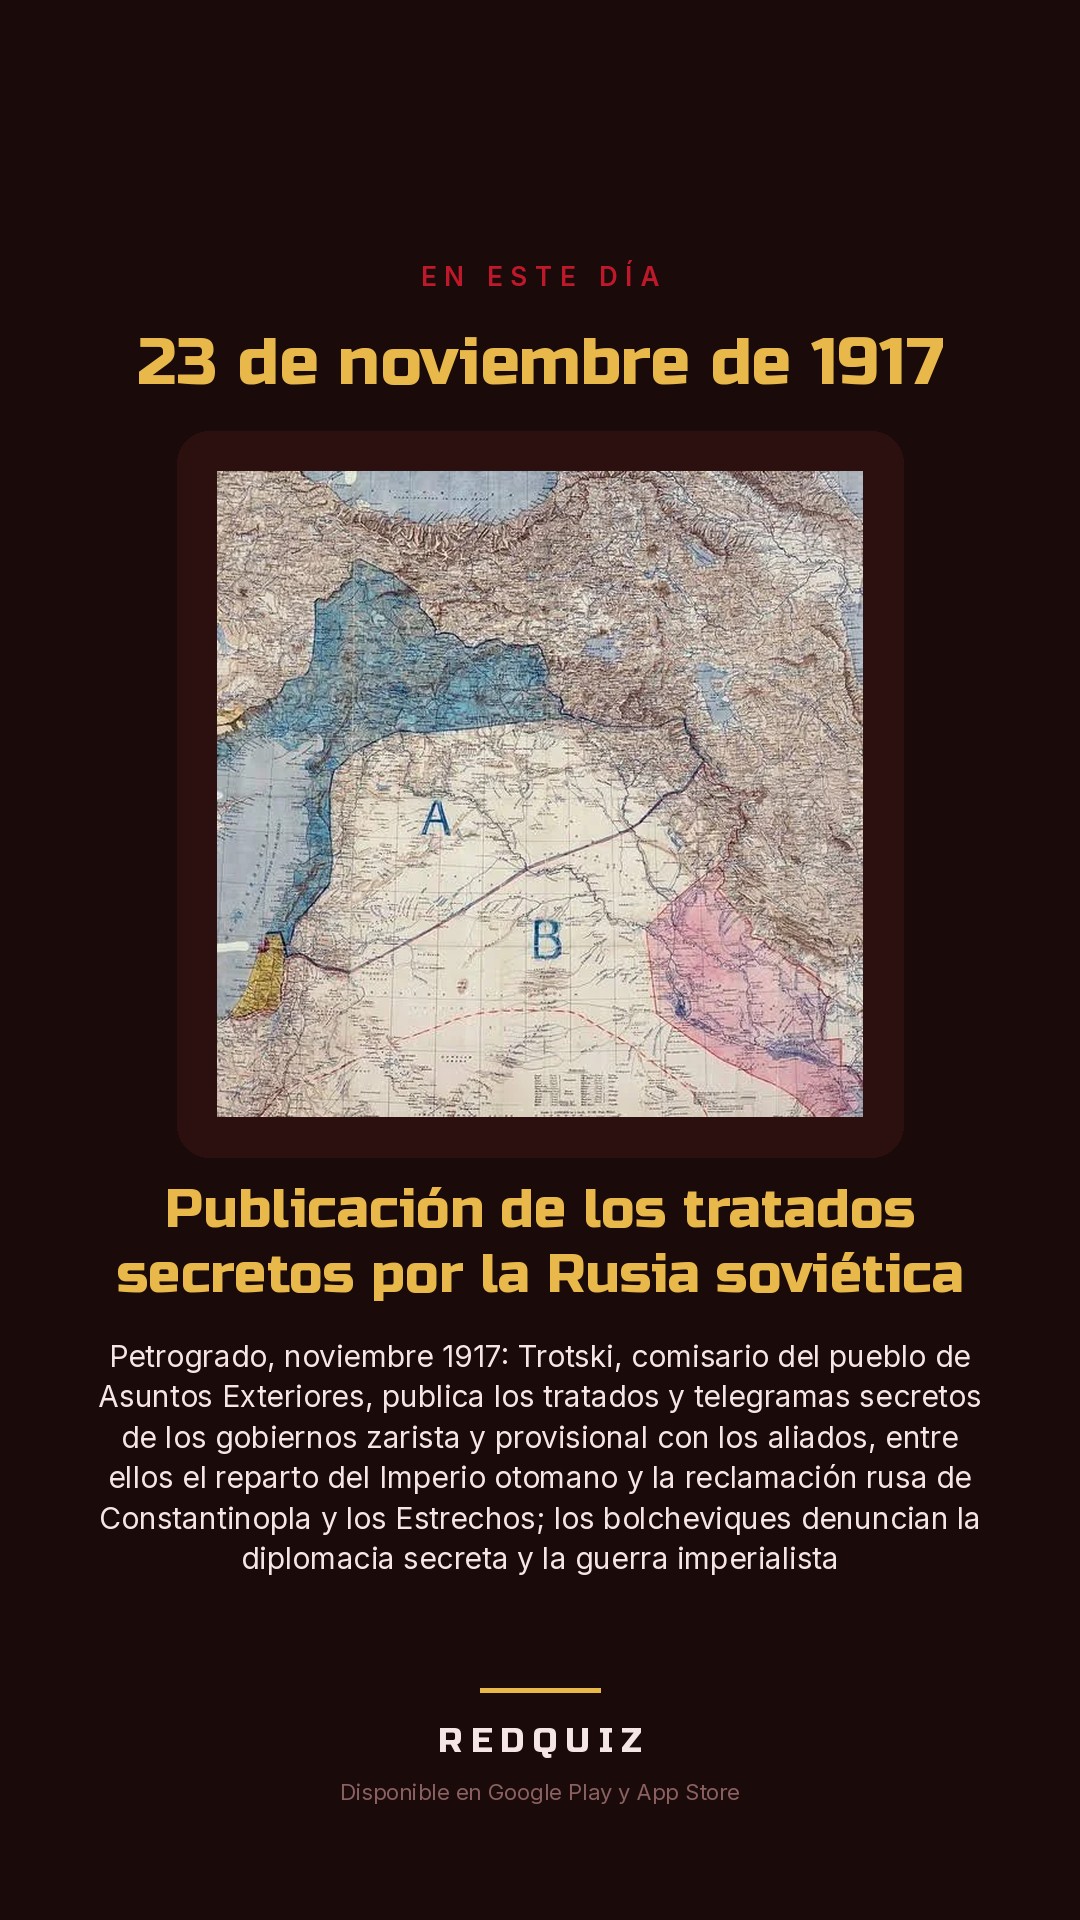 EN ESTE DÍA
23 de noviembre de 1917
A
B
Publicación de los tratados
secretos por la Rusia soviética
Petrogrado, noviembre 1917: Trotski, comisario del pueblo de
Asuntos Exteriores, publica los tratados y telegramas secretos
de los gobiernos zarista y provisional con los aliados, entre
ellos el reparto del Imperio otomano y la reclamación rusa de
Constantinopla y los Estrechos; los bolcheviques denuncian la
diplomacia secreta y la guerra imperialista
REDQUIZ
Disponible en Google Play y App Store